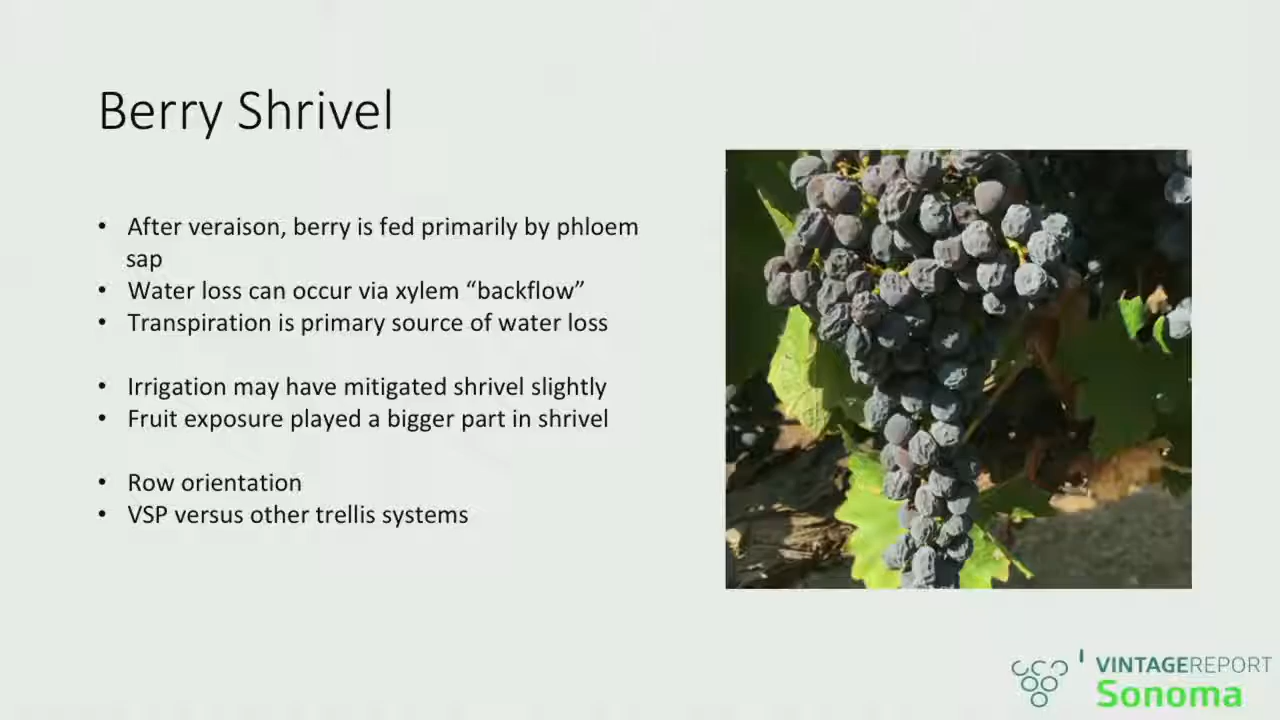 Berry Shrivel
• After veraison, berry is fed primarily by phloem
sap
• Water loss can occur via xylem “backflow”
• Transpiration is primary source of water loss
• Irrigation may have mitigated shrivel slightly
• Fruit exposure played a bigger part in shrivel
• Row orientation
• VSP versus other trellis systems
VINTAGEREPORT
Sonoma